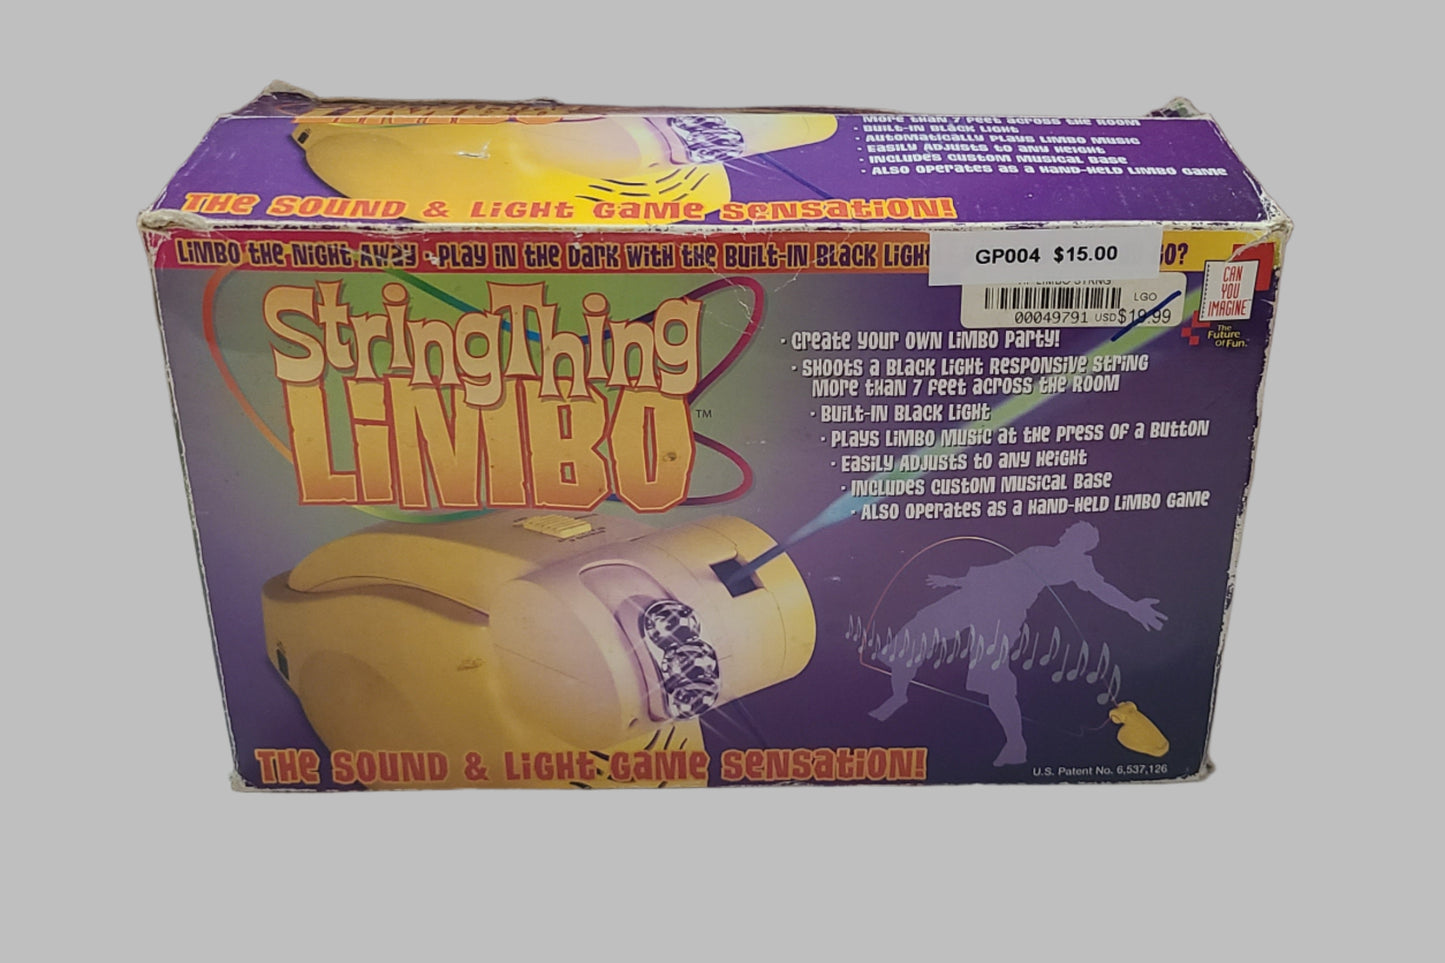 MORE THAN 7 FEET ACROSS THE ROOM
· BUILT-IN BLACK LIGHT
· AUTOMATICALLY PLAYS LIMBO MUSIC
· EASILY ADJUSTS TO ANY HEIGHT
· INCLUDES CUSTOM MUSICAL BASE
· ALSO OPERATES AS A HAND-HELD LIMBO GAME
THE SOUND & LIGHT GAME SENSATION!
LIMBO THE NIGHT AWAY · PLAY IN THE DARK WITH THE BUILT-IN BLACK LIGHT
GO?
GP004 $15.00
LIMBO STRNG
LGO
00049791 USD$19.99
CAN
YOU
IMAGINE™
The
Future
of Fun.™
StringThing
LIMBO™
· CREATE YOUR OWN LIMBO PARTY!
· SHOOTS A BLACK LIGHT RESPONSIVE STRING
MORE THAN 7 FEET ACROSS THE ROOM
· BUILT-IN BLACK LIGHT
· PLAYS LIMBO MUSIC AT THE PRESS OF A BUTTON
· EASILY ADJUSTS TO ANY HEIGHT
· INCLUDES CUSTOM MUSICAL BASE
· ALSO OPERATES AS A HAND-HELD LIMBO GAME
THE SOUND & LIGHT GAME SENSATION!
U.S. Patent No. 6,537,126